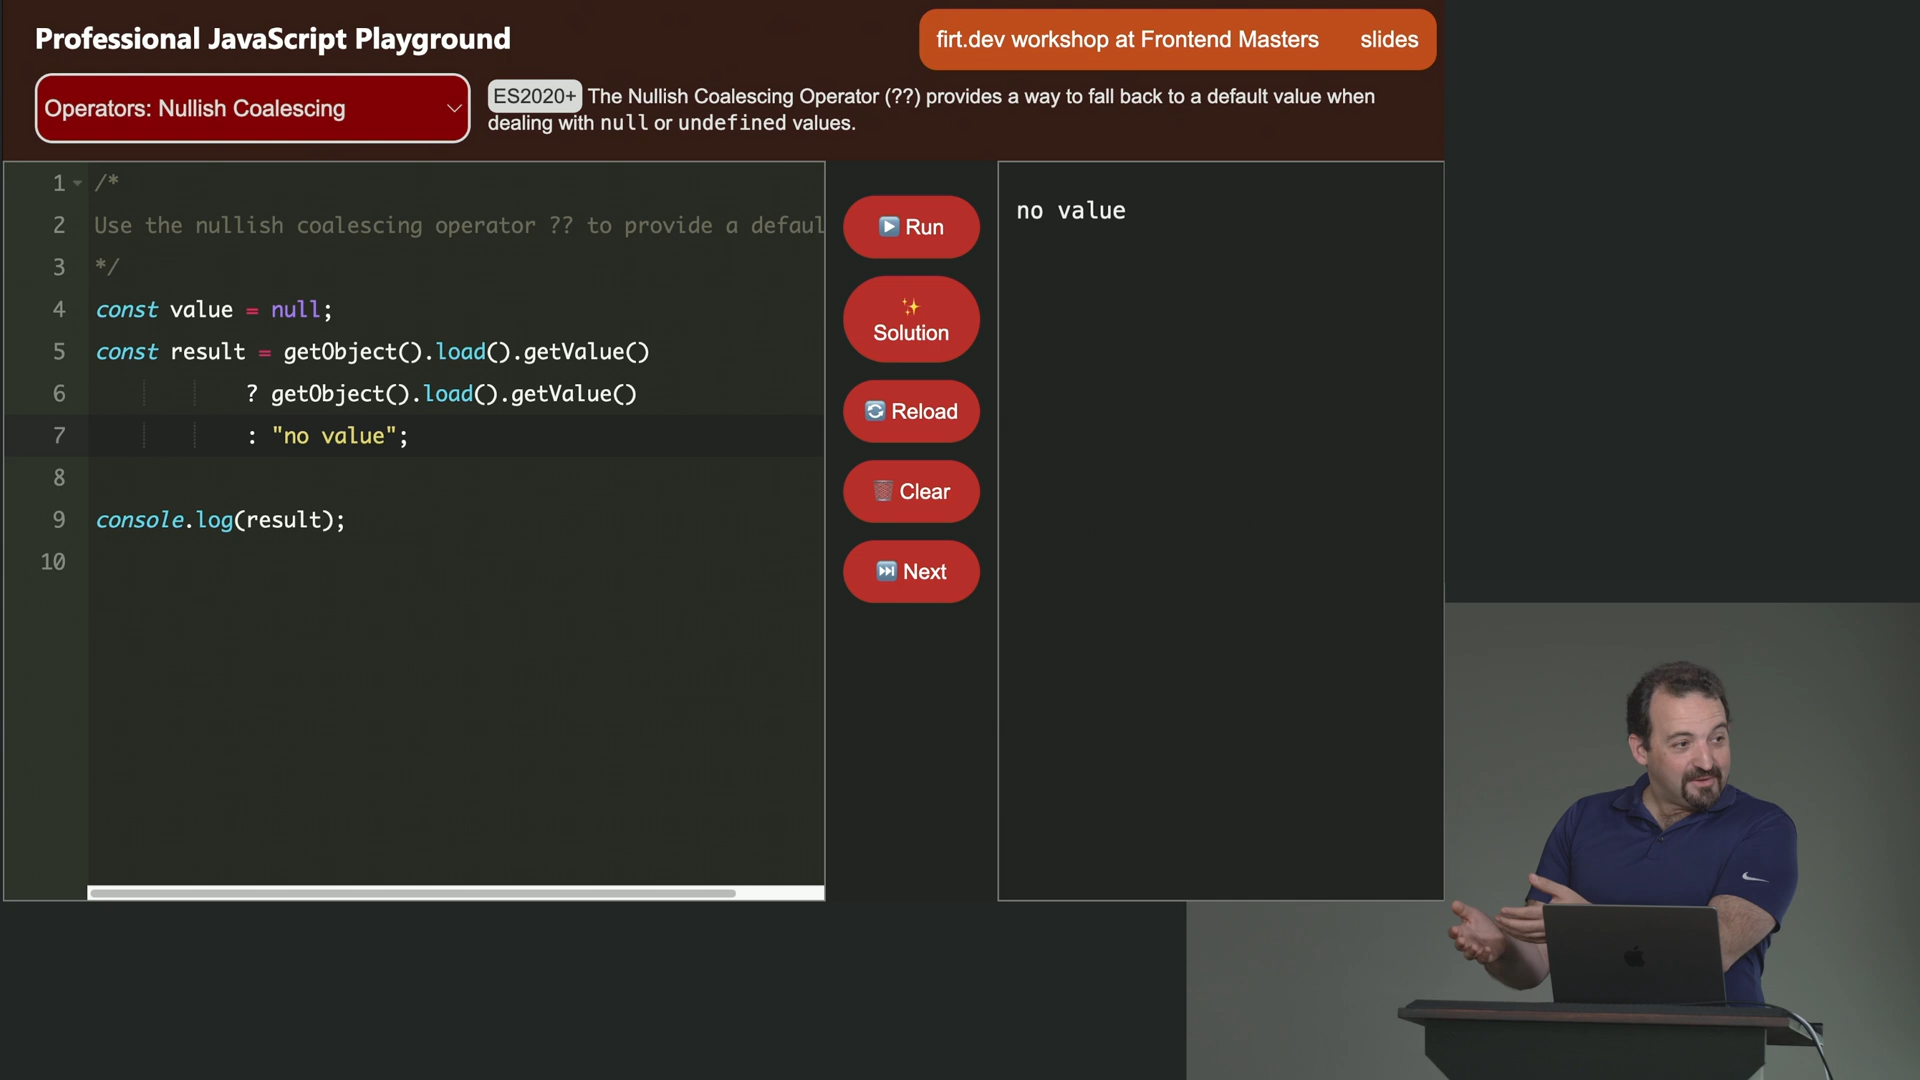 Professional JavaScript Playground
firt.dev workshop at Frontend Masters slides
Operators: Nullish Coalescing
ES2020+ The Nullish Coalescing Operator (??) provides a way to fall back to a default value when
dealing with null or undefined values.
1 /*
2 Use the nullish coalescing operator ?? to provide a defaul
3 */
4 const value = null;
5 const result = getObject().load().getValue()
6 ? getObject().load().getValue()
7 : "no value";
8
9 console.log(result);
10
Run
Solution
Reload
Clear
Next
no value